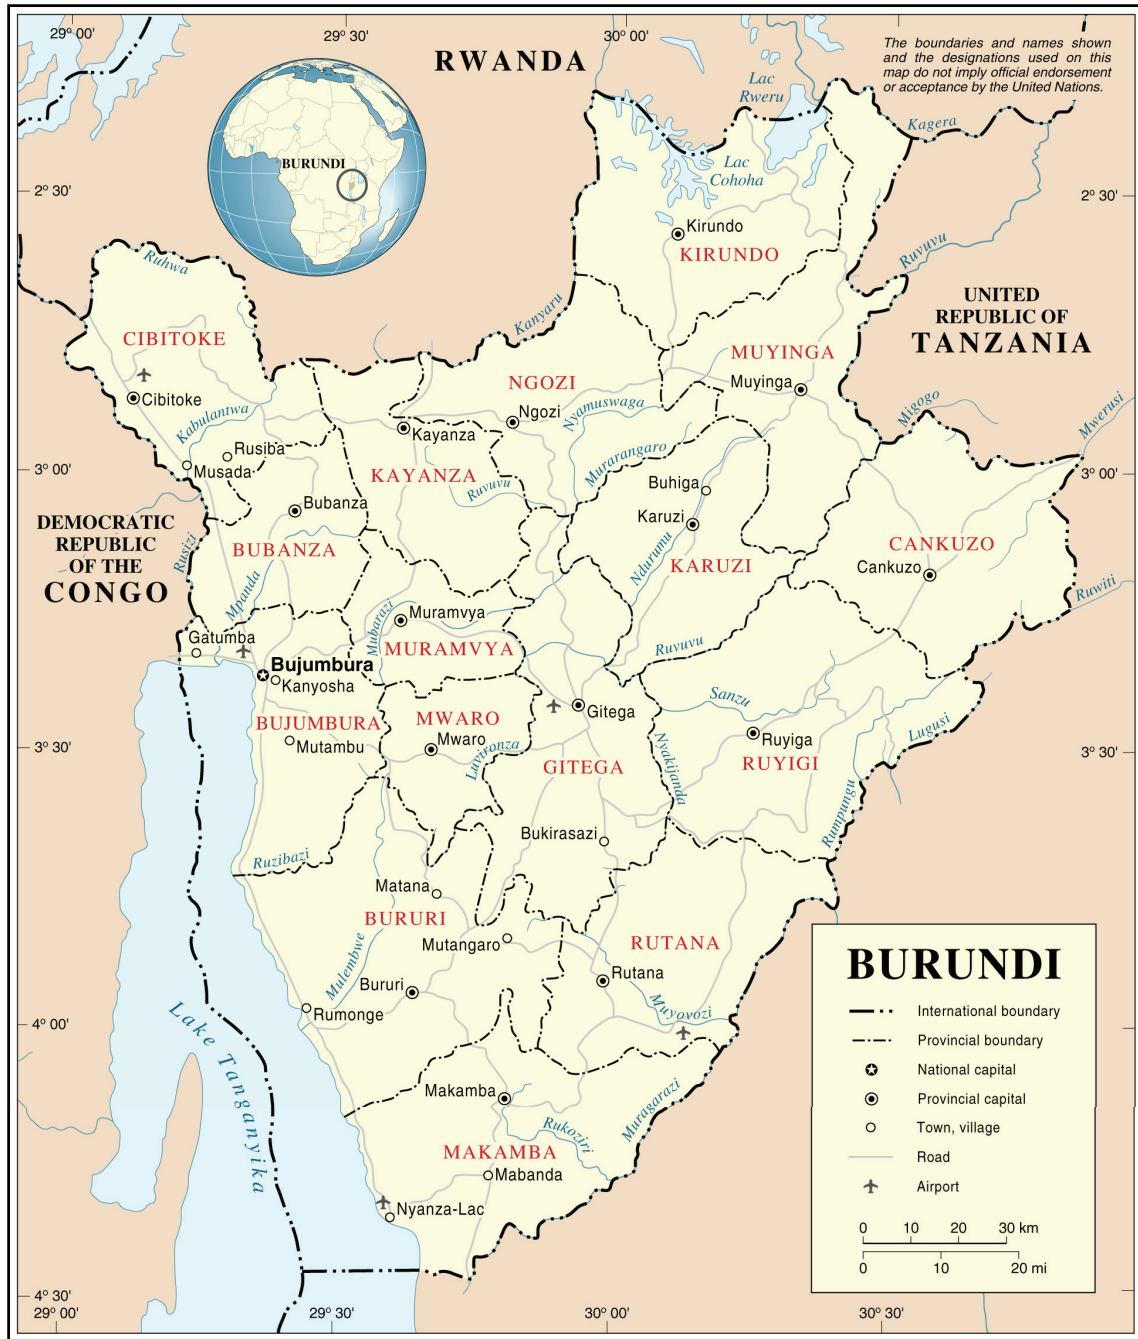 29° 00'
29° 30'
30° 00'
RWANDA
The boundaries and names shown
and the designations used on this
map do not imply official endorsement
or acceptance by the United Nations.
Lac
Rweru
Kagera
BURUNDI
Lac
Cohoha
2° 30'
2° 30'
Kirundo
KIRUNDO
Ruvuvu
Ruhwa
Kanyaru
UNITED
REPUBLIC OF
TANZANIA
CIBITOKE
MUYINGA
NGOZI
Muyinga
Cibitoke
Kabulantwa
Ngozi
Nyamuswaga
Migogo
Mwerusi
Kayanza
Rusiba
Musada
Murarangaro
3° 00'
3° 00'
KAYANZA
Ruvuvu
Buhiga
Bubanza
Karuzi
DEMOCRATIC
REPUBLIC
OF THE
CONGO
Rusizi
BUBANZA
Ndurumu
KARUZI
CANKUZO
Cankuzo
Ruwiti
Mpanda
Mubarazi
Muramvya
Gatumba
MURAMVYA
Ruvuvu
Bujumbura
Kanyosha
Sanzu
BUJUMBURA
MWARO
Gitega
Mutambu
Mwaro
Luvironza
Nyakijanda
Ruyiga
Lugusi
3° 30'
GITEGA
RUYIGI
Rumpungu
Bukirasazi
Ruzibazi
Matana
BURURI
Mutangaro
RUTANA
Mulembwe
Bururi
Rutana
Muyovozi
Rumonge
4° 00'
Lake Tanganyika
Makamba
Muragarazi
Rukoziri
MAKAMBA
Mabanda
Nyanza-Lac
BURUNDI
International boundary
Provincial boundary
National capital
Provincial capital
Town, village
Road
Airport
0 10 20 30 km
0 10 20 mi
4° 30'
29° 00'
29° 30'
30° 00'
30° 30'